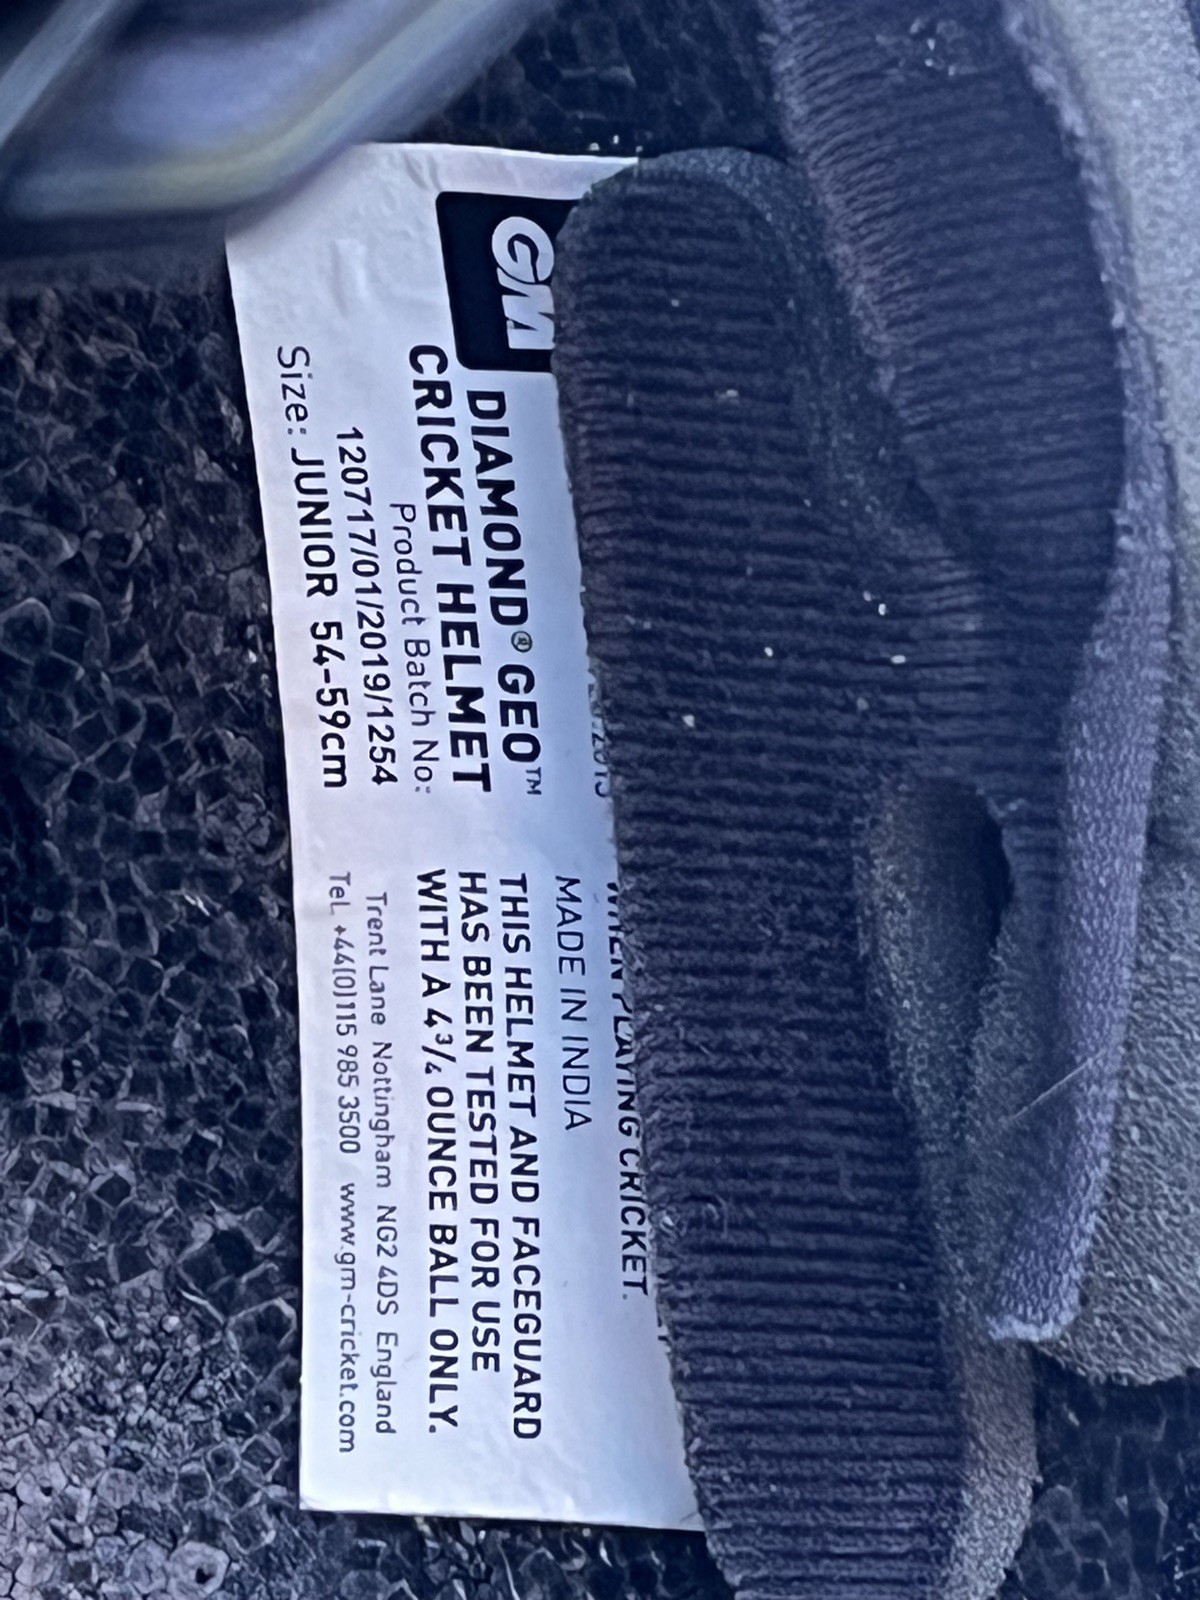 GM
DIAMOND® GEO™
CRICKET HELMET
Product Batch No:
120717/01/2019/1254
Size: JUNIOR 54-59cm
PLAYING CRICKET.
MADE IN INDIA
THIS HELMET AND FACEGUARD
HAS BEEN TESTED FOR USE
WITH A 4 3/4 OUNCE BALL ONLY.
Trent Lane Nottingham NG2 4DS England
Tel. +44(0)115 985 3500 www.gm-cricket.com